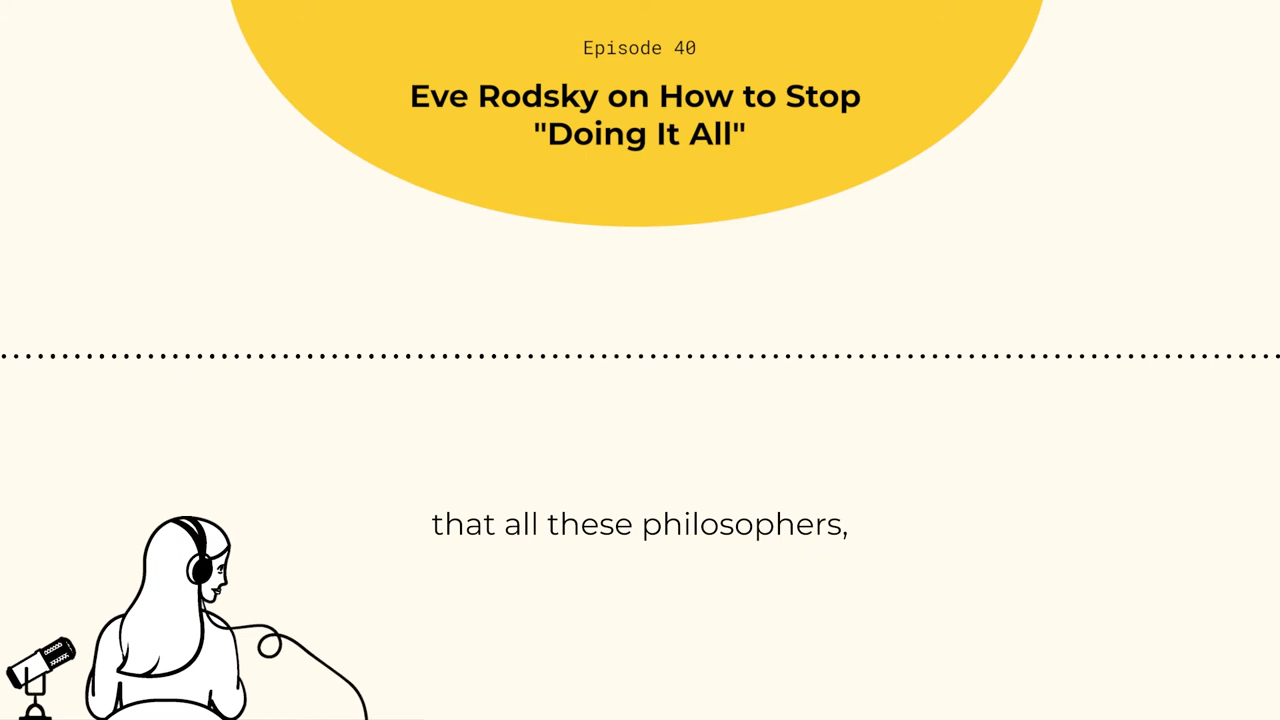 Episode 40
Eve Rodsky on How to Stop
"Doing It All"
that all these philosophers,